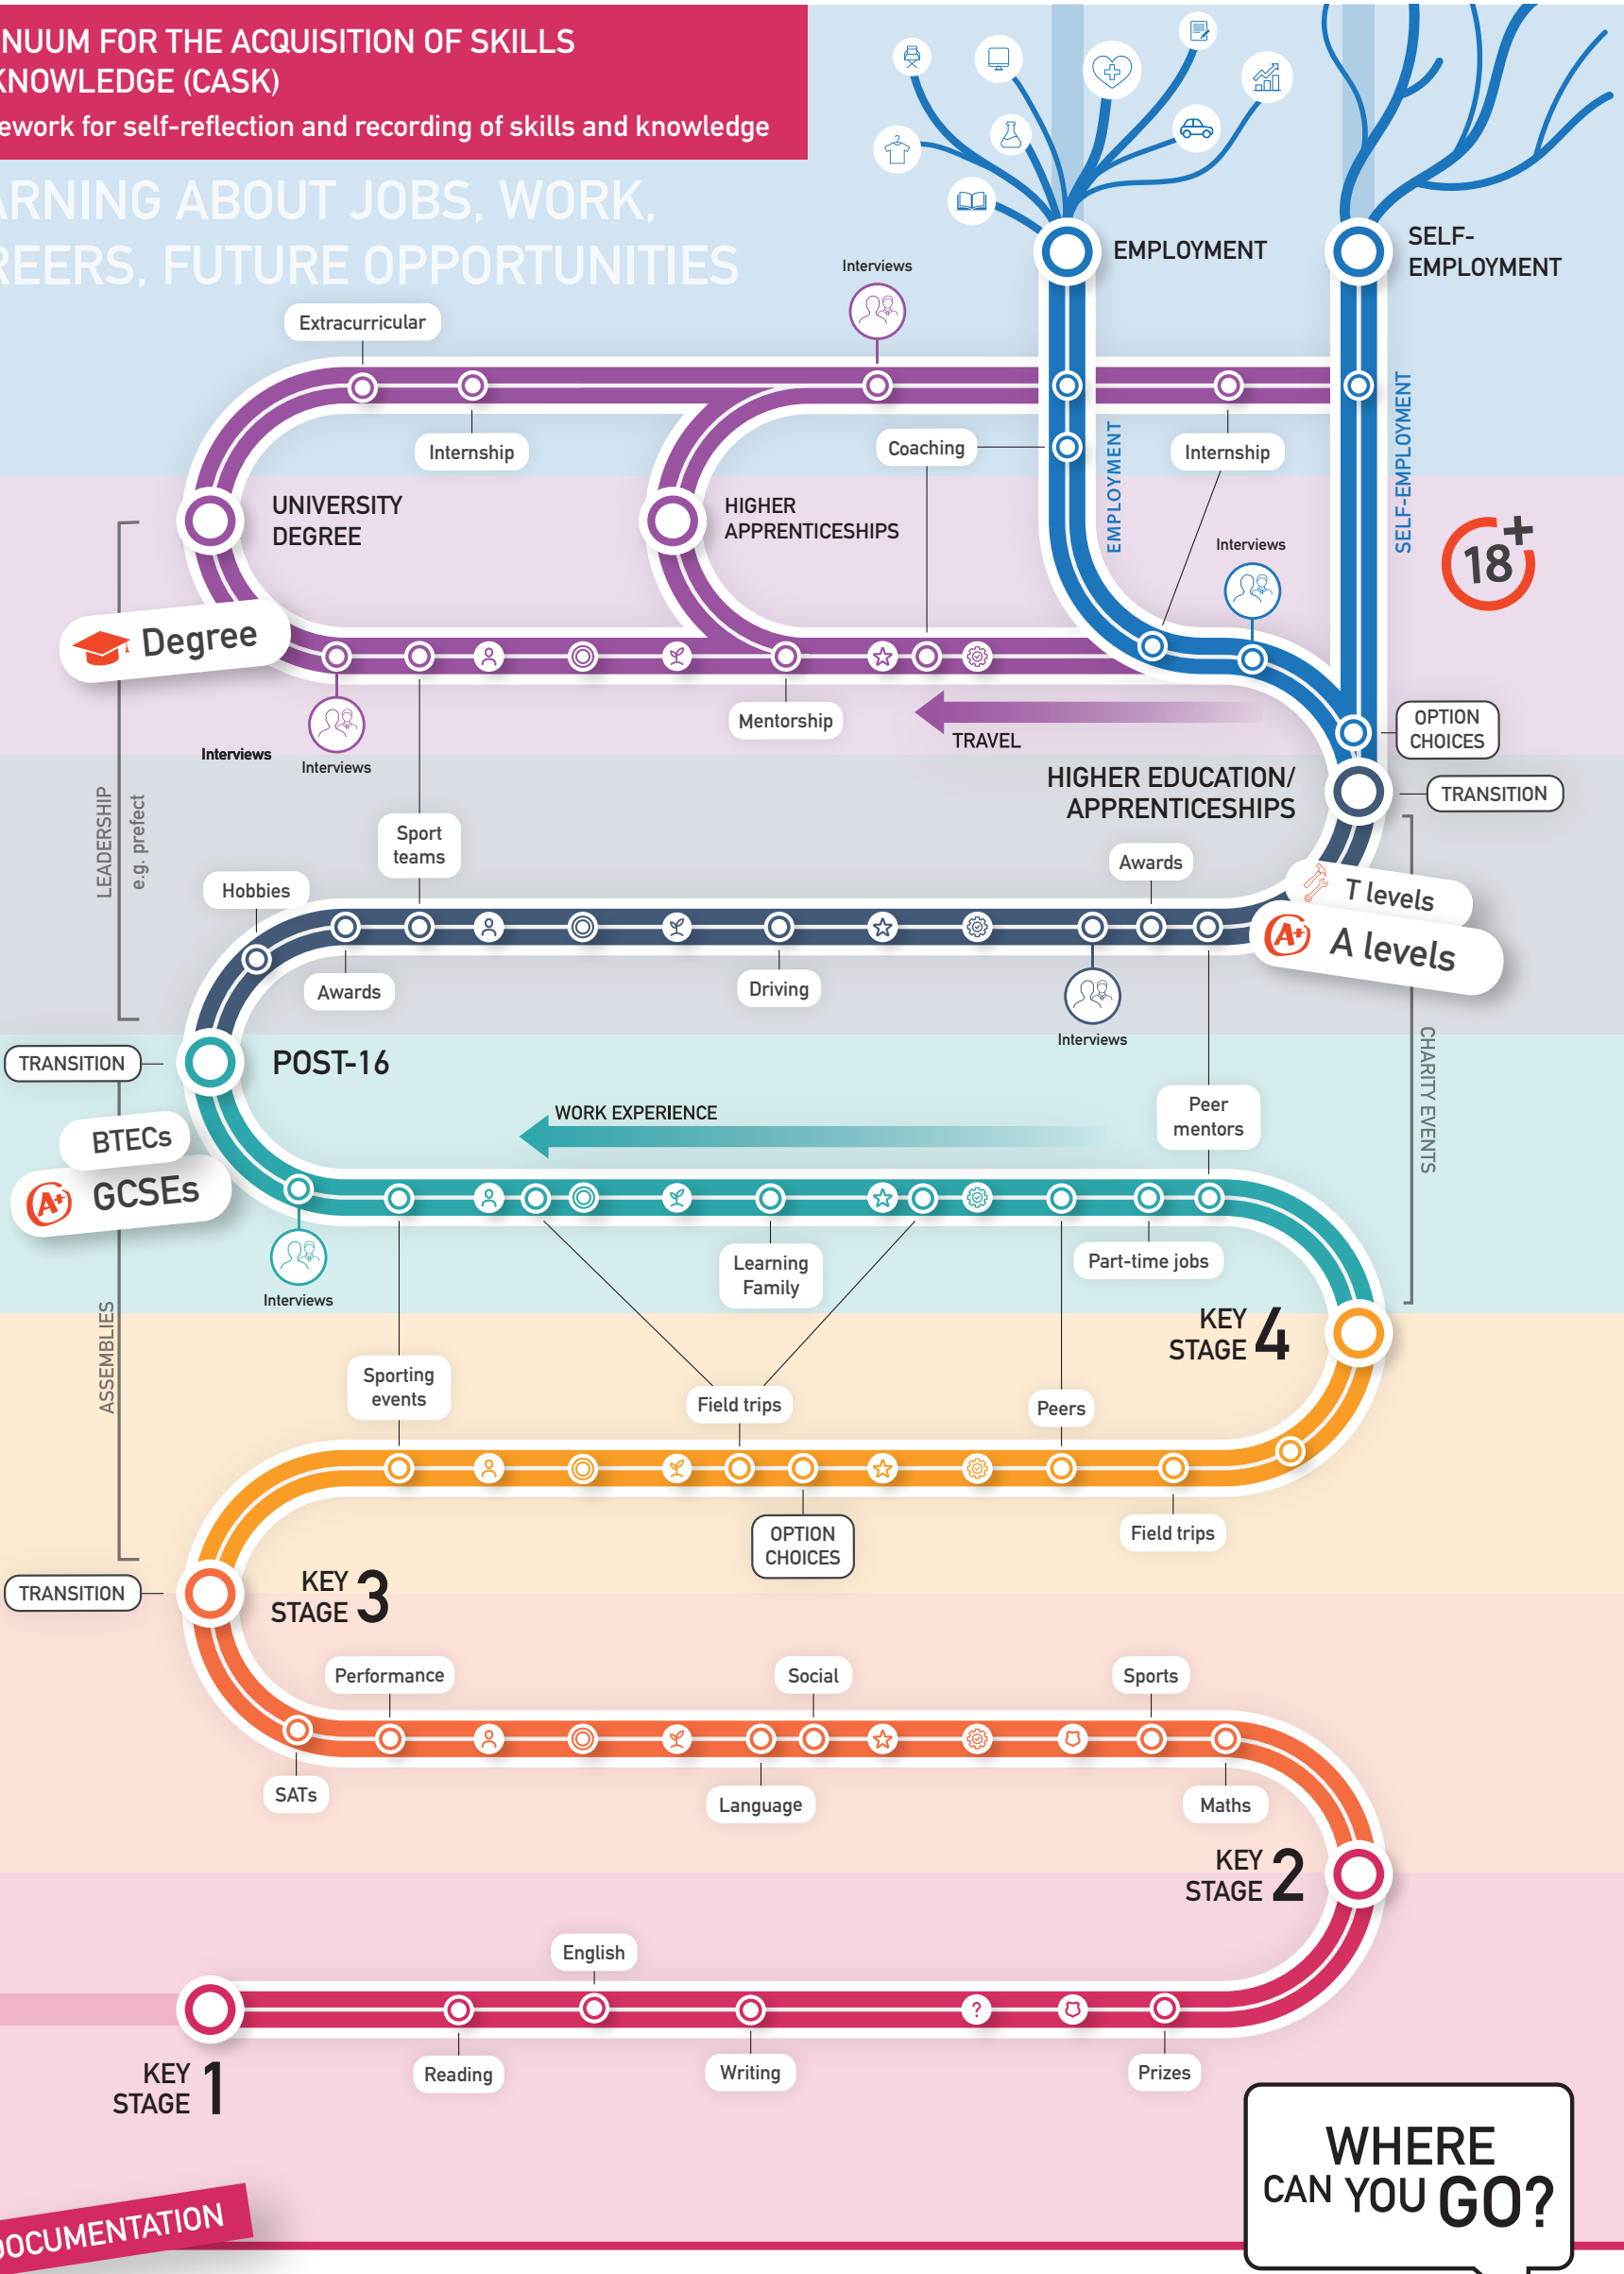 NUUM FOR THE ACQUISITION OF SKILLS
KNOWLEDGE (CASK)
ework for self-reflection and recording of skills and knowledge
ARNING ABOUT JOBS, WORK,
REERS, FUTURE OPPORTUNITIES
EMPLOYMENT
SELF-
EMPLOYMENT
Interviews
Extracurricular
Internship
Coaching
Internship
EMPLOYMENT
SELF-EMPLOYMENT
UNIVERSITY
DEGREE
HIGHER
APPRENTICESHIPS
Interviews
18+
Degree
Mentorship
TRAVEL
OPTION
CHOICES
Interviews
Interviews
HIGHER EDUCATION/
APPRENTICESHIPS
TRANSITION
LEADERSHIP
e.g. prefect
Sport
teams
Awards
Hobbies
T levels
A+
A levels
Awards
Driving
Interviews
CHARITY EVENTS
TRANSITION
POST-16
Peer
mentors
WORK EXPERIENCE
BTECs
A+
GCSEs
Learning
Family
Part-time jobs
Interviews
ASSEMBLIES
KEY
STAGE 4
Sporting
events
Field trips
Peers
OPTION
CHOICES
Field trips
TRANSITION
KEY
STAGE 3
Performance
Social
Sports
SATs
Language
Maths
KEY
STAGE 2
English
?
Reading
Writing
Prizes
KEY
STAGE 1
WHERE
CAN YOU GO?
DOCUMENTATION